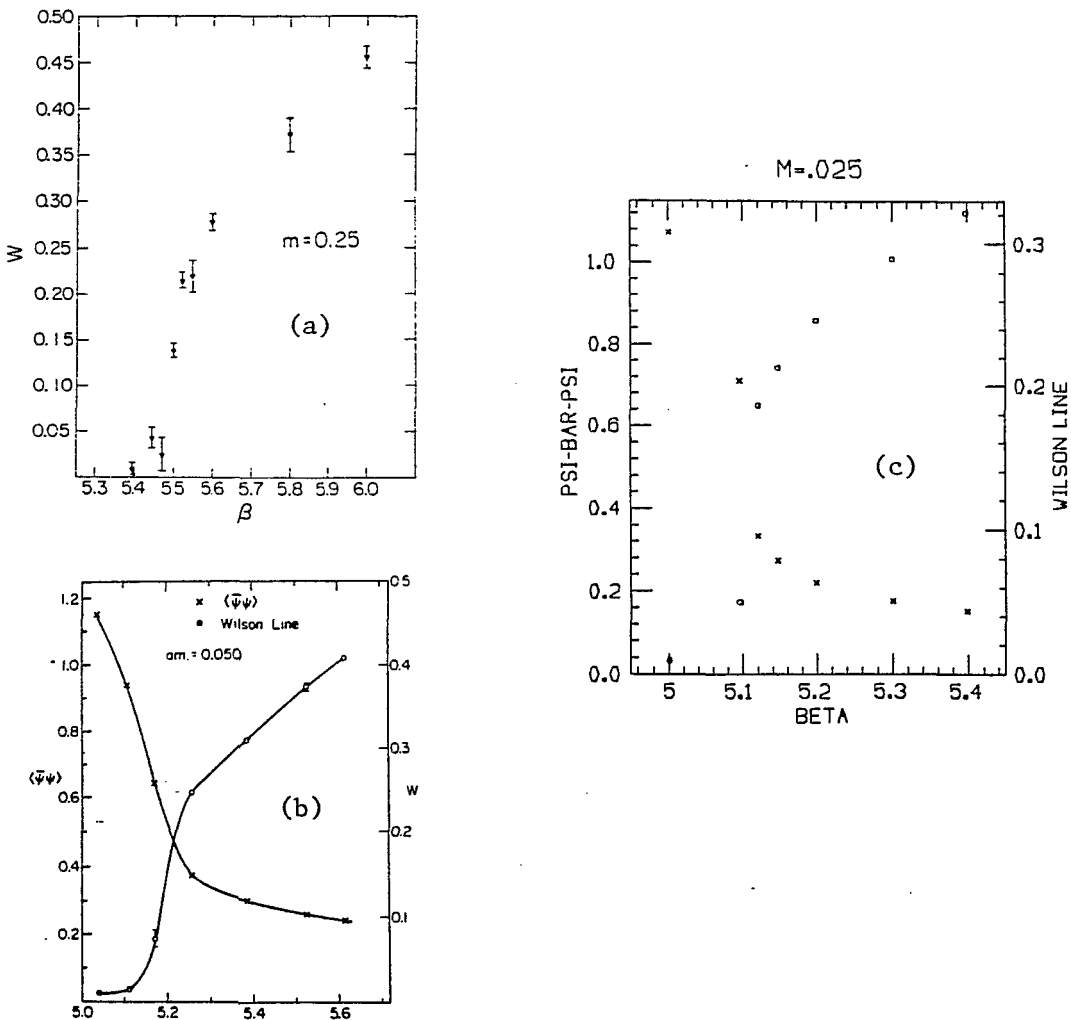 0.50
0.45
0.40
0.35
0.30
0.25
0.20
0.15
0.10
0.05
W
m = 0.25
(a)
5.3 5.4 5.5 5.6 5.7 5.8 5.9 6.0
β
1.2
1.0
0.8
⟨ψ̄ψ⟩
0.6
0.4
0.2
× ⟨ψ̄ψ⟩
• Wilson Line
am. = 0.050
(b)
0.5
0.4
0.3
W
0.2
0.1
5.0 5.2 5.4 5.6
M=.025
1.0
0.8
0.6
0.4
0.2
0.0
PSI-BAR-PSI
(c)
0.3
0.2
0.1
0.0
WILSON LINE
5 5.1 5.2 5.3 5.4
BETA